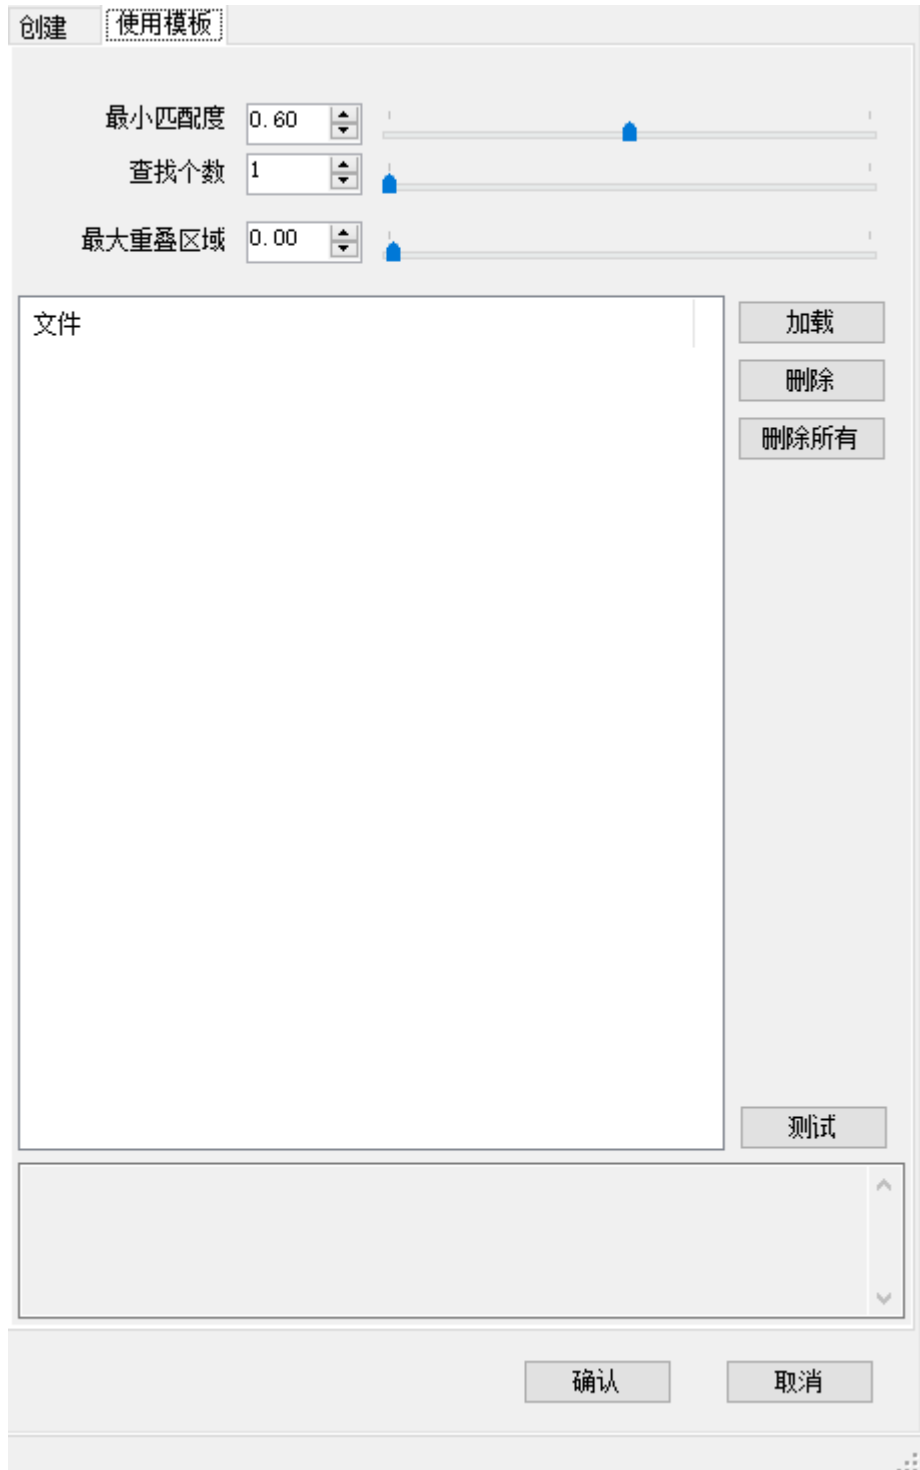 创建 使用模板
最小匹配度 0.60
查找个数 1
最大重叠区域 0.00
文件
加载
删除
删除所有
测试
确认 取消